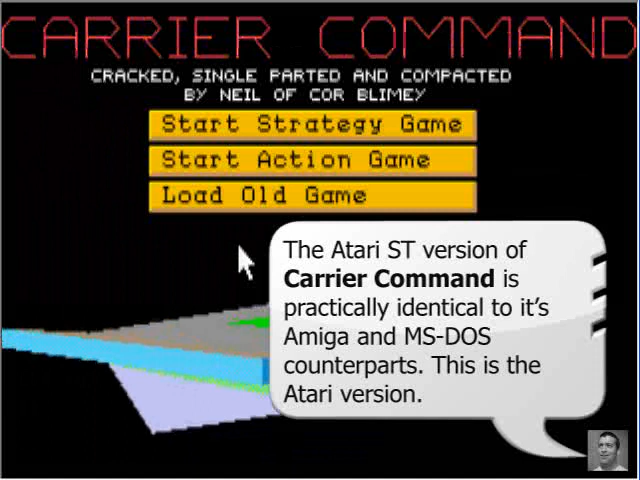 CARRIER COMMAND
CRACKED, SINGLE PARTED AND COMPACTED
BY NEIL OF COR BLIMEY
Start Strategy Game
Start Action Game
Load Old Game
The Atari ST version of
Carrier Command is
practically identical to it’s
Amiga and MS-DOS
counterparts. This is the
Atari version.